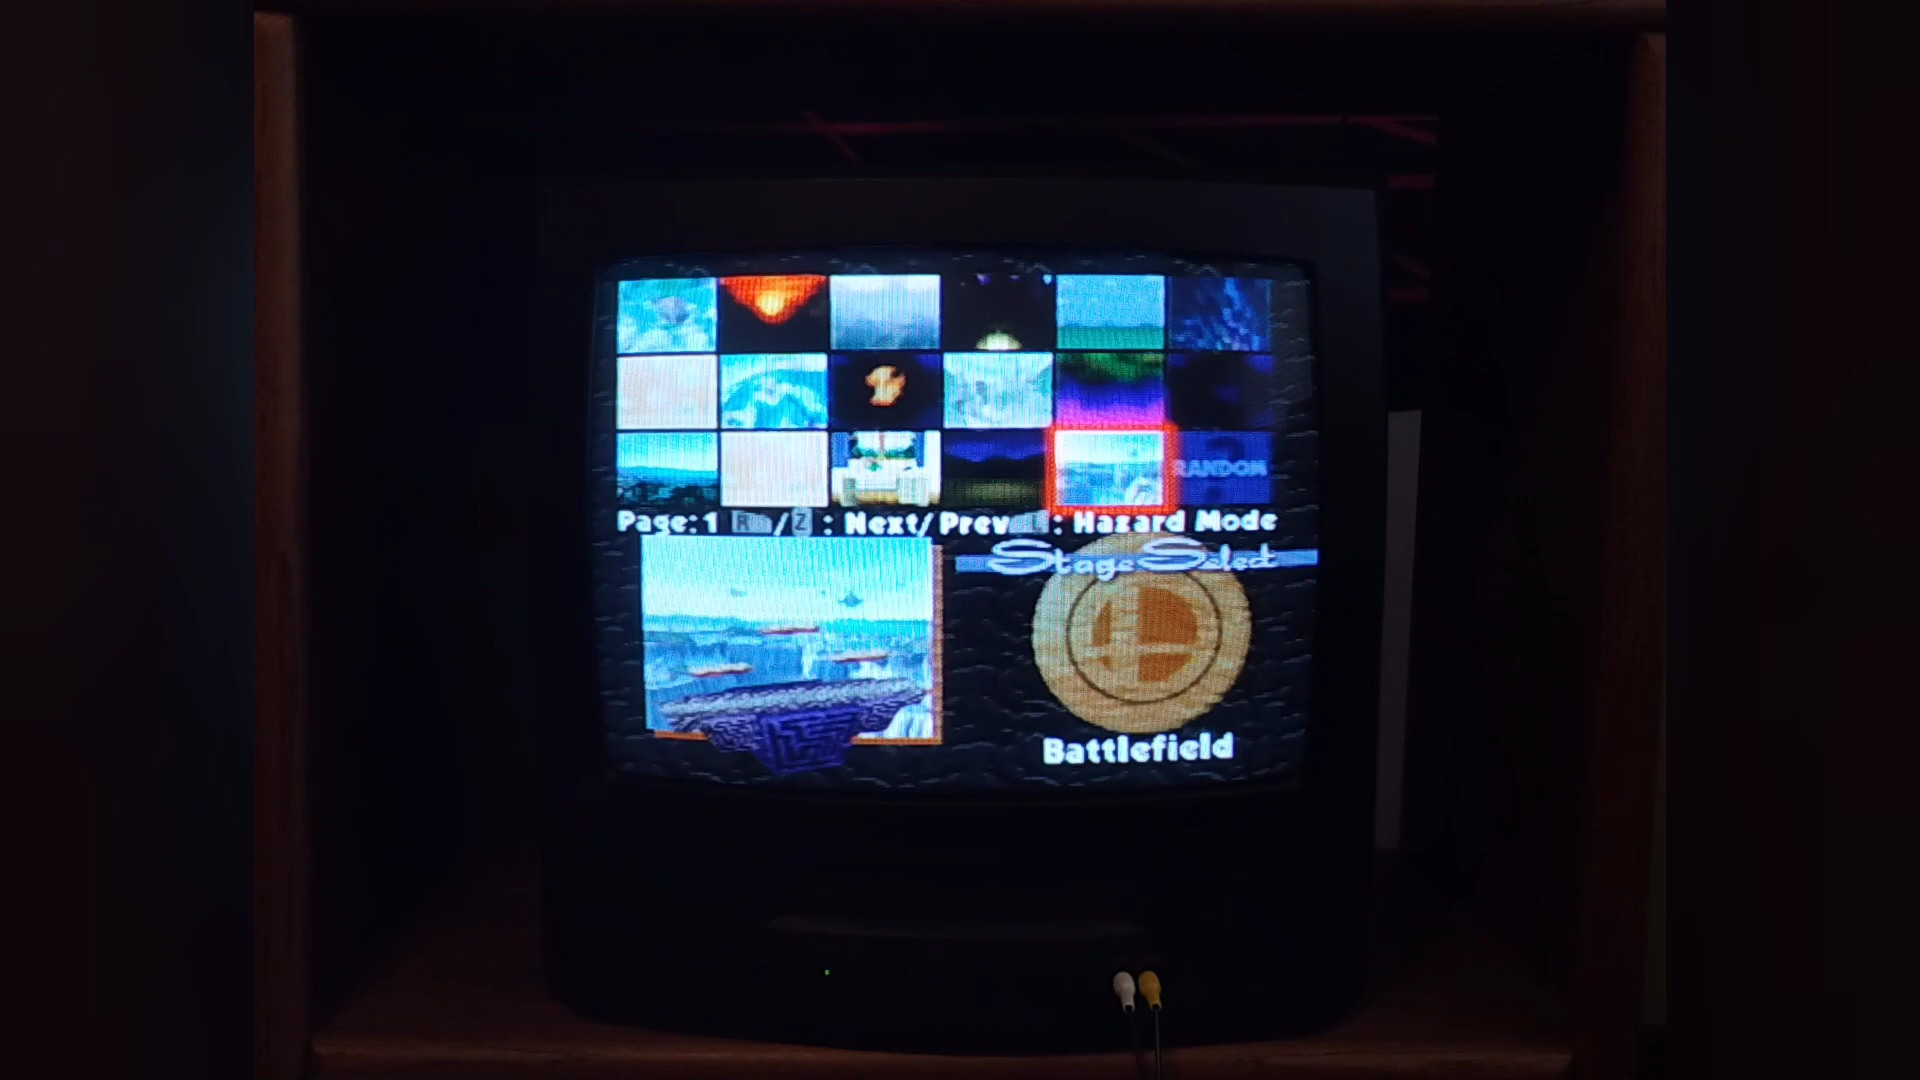 RANDOM
Page:1 R/Z : Next/Prev L : Hazard Mode
Stage Select
Battlefield